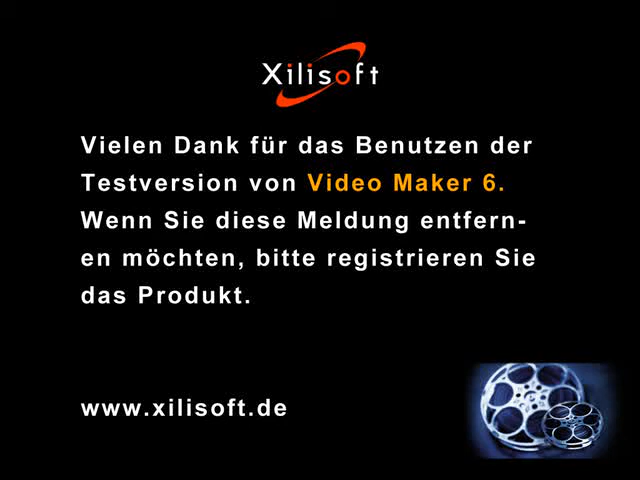 Xilisoft
Vielen Dank für das Benutzen der
Testversion von Video Maker 6.
Wenn Sie diese Meldung entfern-
en möchten, bitte registrieren Sie
das Produkt.
www.xilisoft.de